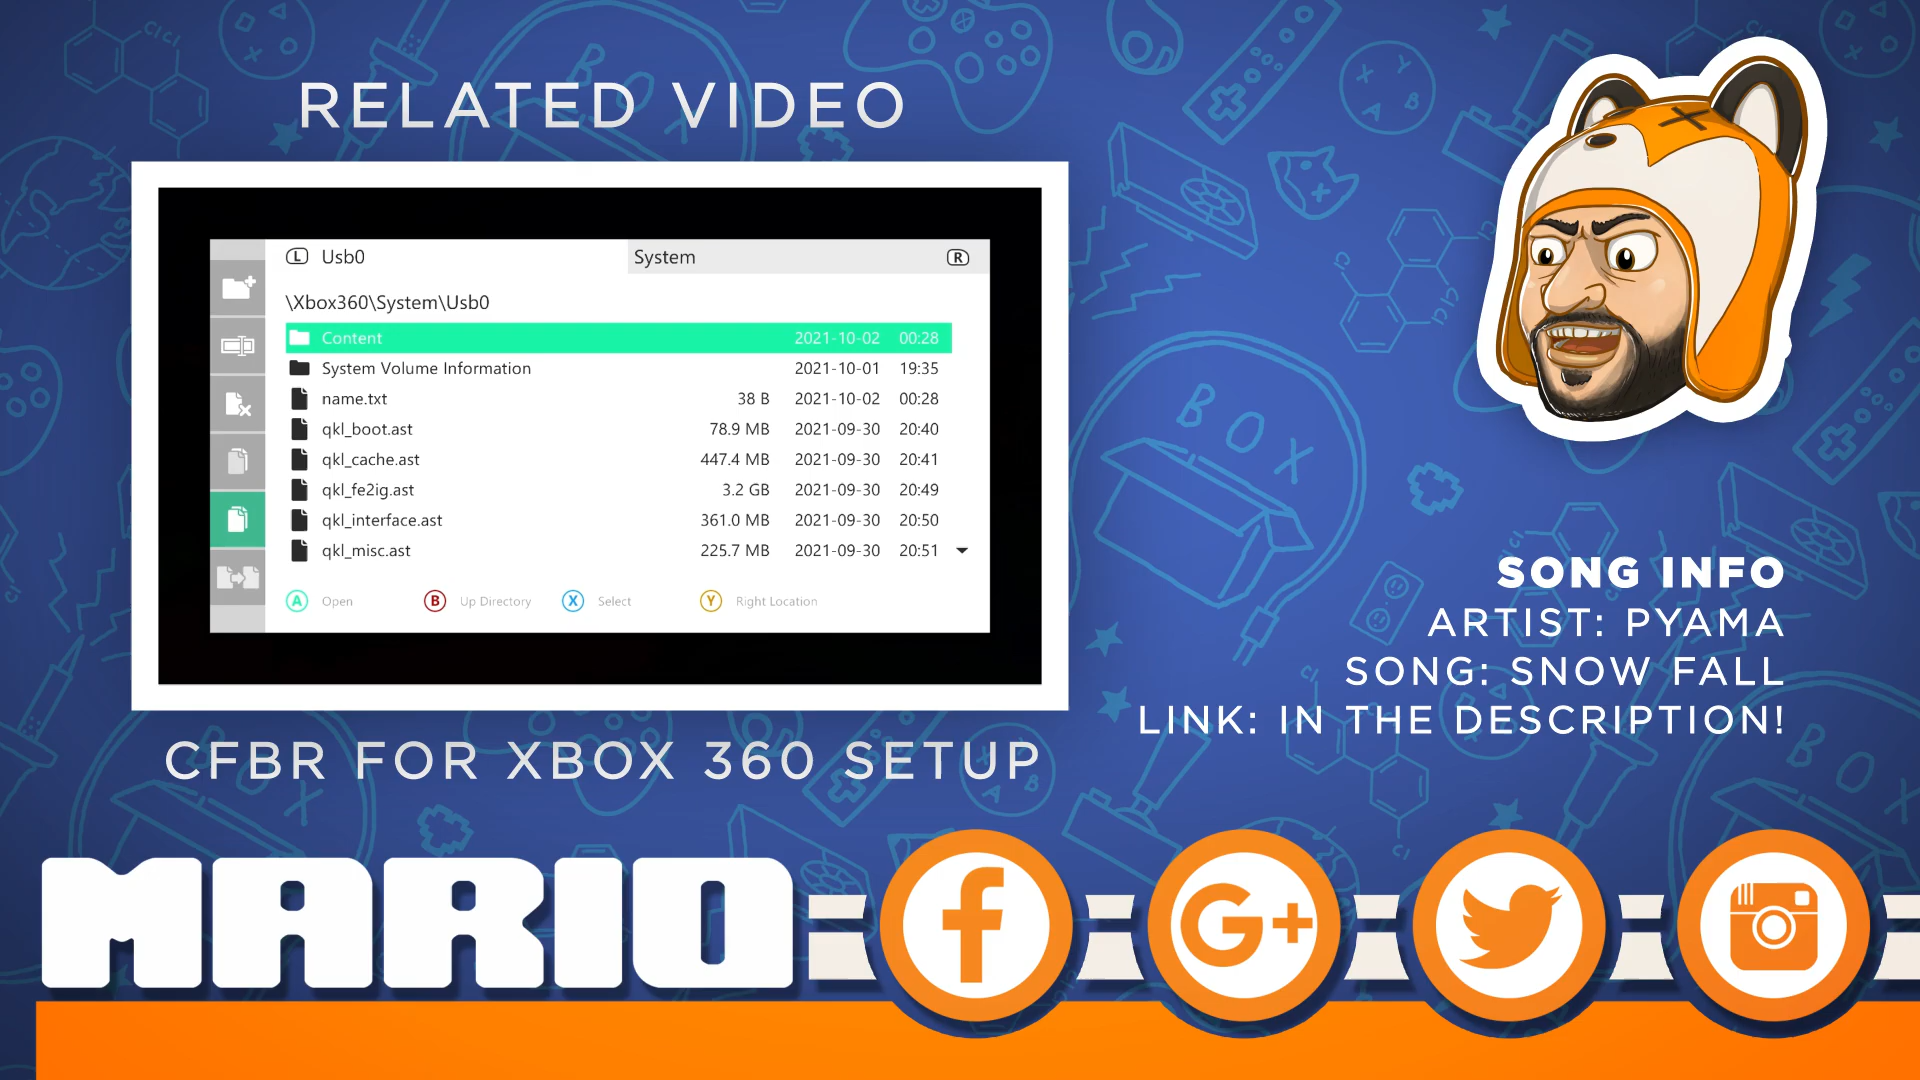 RELATED VIDEO
L Usb0
System R
\Xbox360\System\Usb0
Content 2021-10-02 00:28
System Volume Information 2021-10-01 19:35
name.txt 38 B 2021-10-02 00:28
qkl_boot.ast 78.9 MB 2021-09-30 20:40
qkl_cache.ast 447.4 MB 2021-09-30 20:41
qkl_fe2ig.ast 3.2 GB 2021-09-30 20:49
qkl_interface.ast 361.0 MB 2021-09-30 20:50
qkl_misc.ast 225.7 MB 2021-09-30 20:51
A Open B Up Directory X Select Y Right Location
CFBR FOR XBOX 360 SETUP
SONG INFO
ARTIST: PYAMA
SONG: SNOW FALL
LINK: IN THE DESCRIPTION!
BOX
MARIO
f
G+